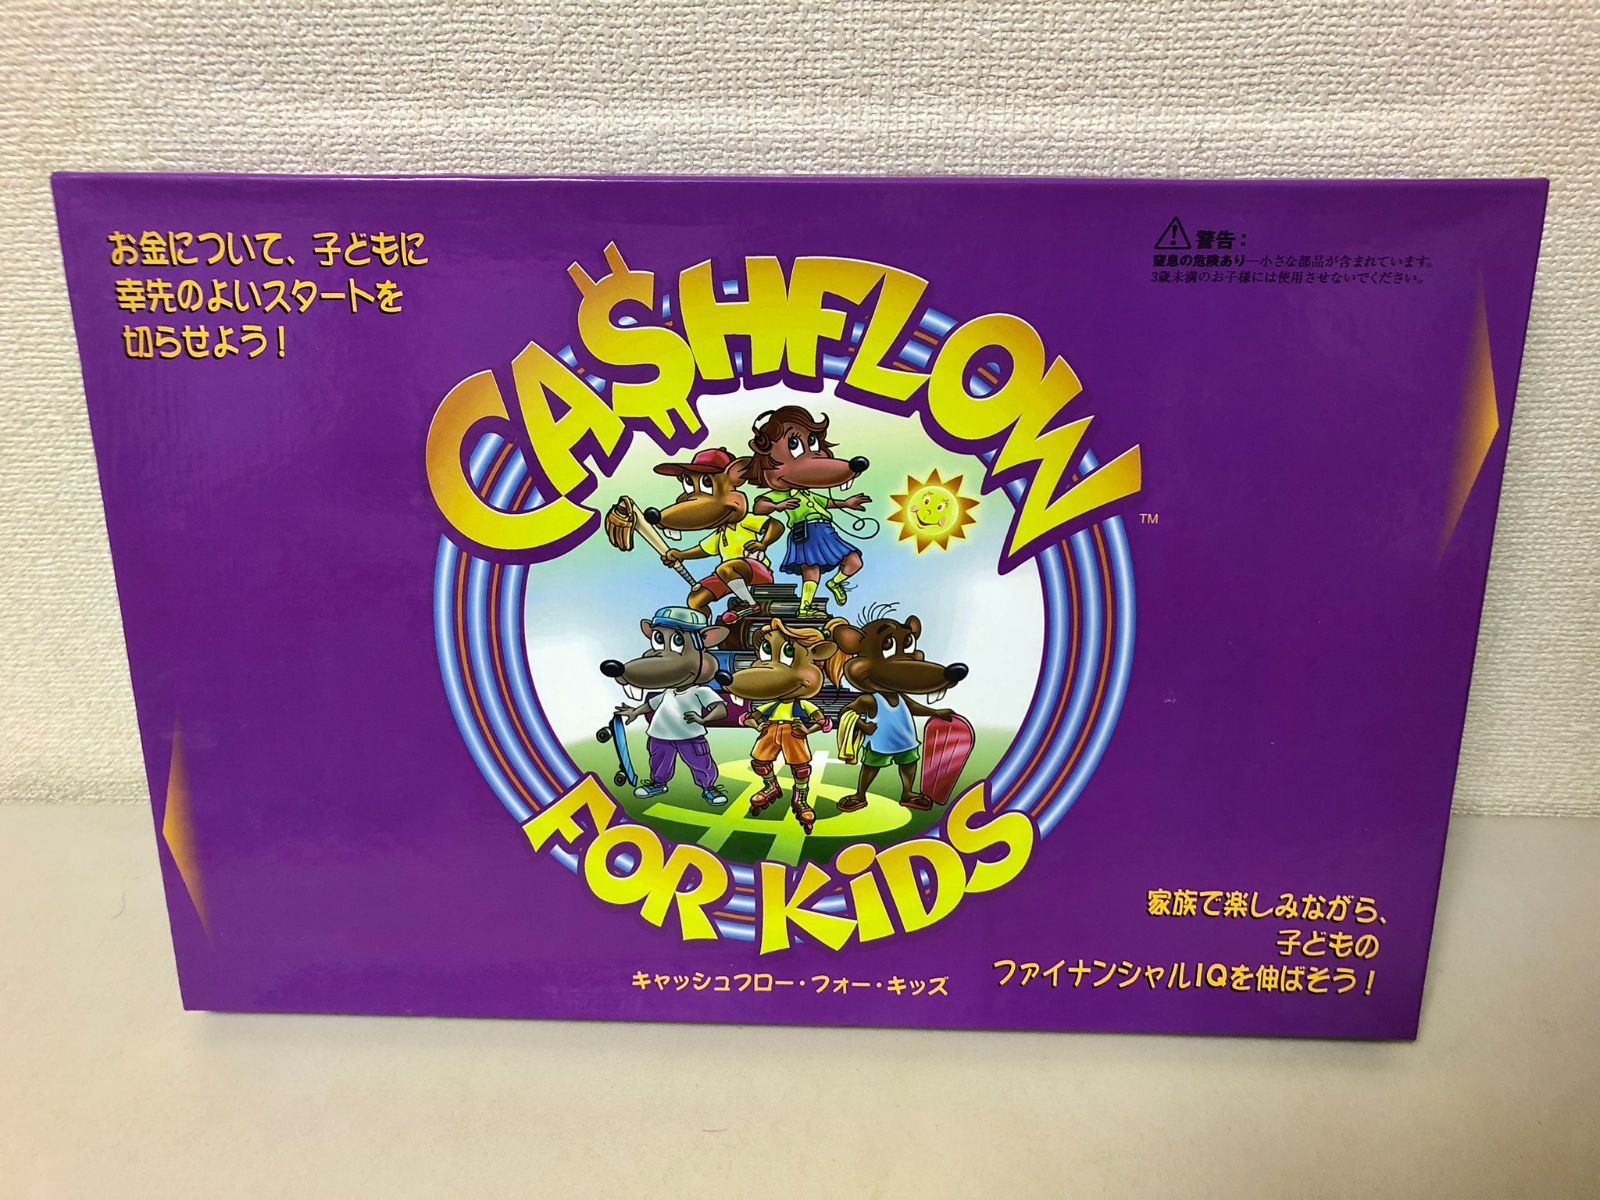 お金について、子どもに
幸先のよいスタートを
切らせよう！
警告：
窒息の危険あり―小さな部品が含まれています。
3歳未満のお子様には使用させないでください。
CA$HFLOW
TM
FOR KiDS
キャッシュフロー・フォー・キッズ
家族で楽しみながら、
子どもの
ファイナンシャルIQを伸ばそう！